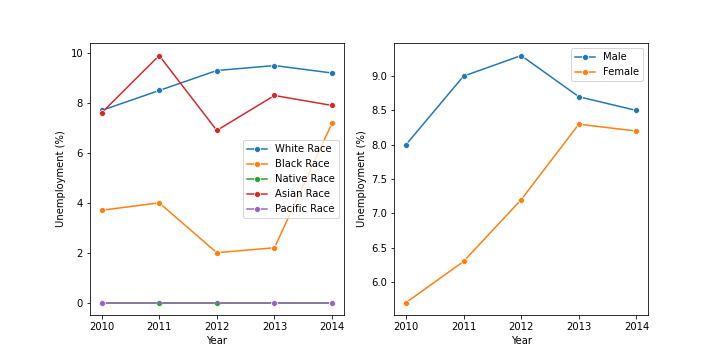 10
8
6
4
2
0
Unemployment (%)
2010 2011 2012 2013 2014
Year
White Race
Black Race
Native Race
Asian Race
Pacific Race
9.0
8.5
8.0
7.5
7.0
6.5
6.0
Unemployment (%)
2010 2011 2012 2013 2014
Year
Male
Female